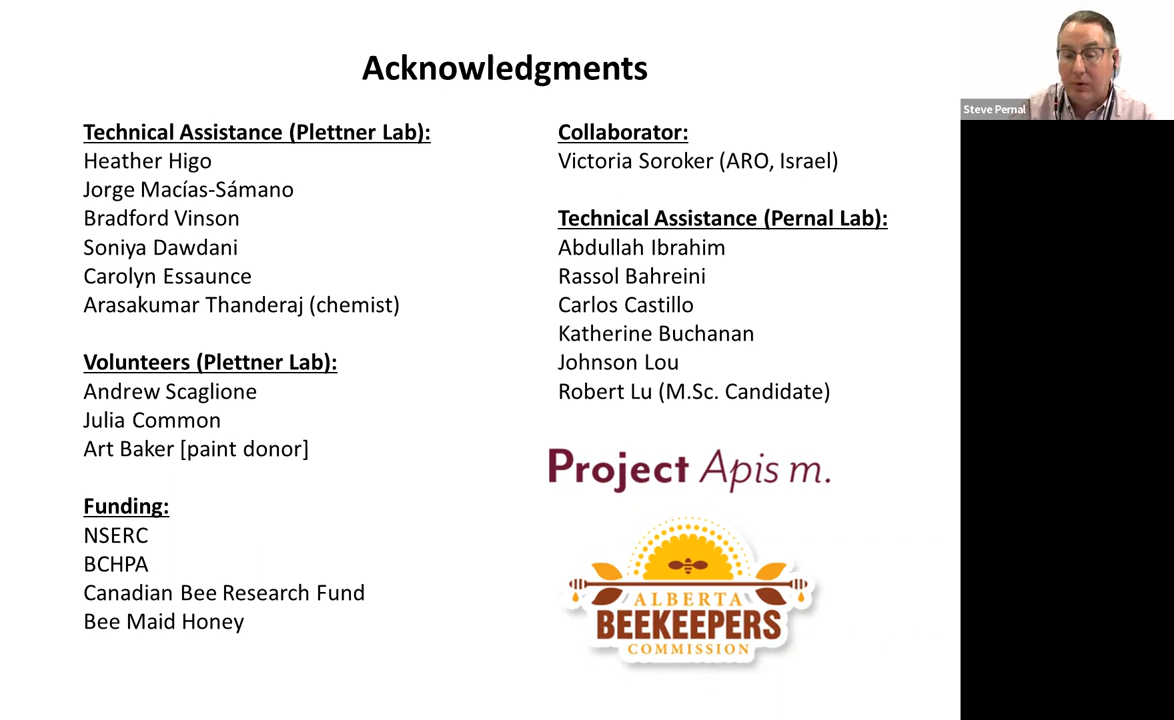 Acknowledgments
Technical Assistance (Plettner Lab):
Heather Higo
Jorge Macías-Sámano
Bradford Vinson
Soniya Dawdani
Carolyn Essaunce
Arasakumar Thanderaj (chemist)
Volunteers (Plettner Lab):
Andrew Scaglione
Julia Common
Art Baker [paint donor]
Funding:
NSERC
BCHPA
Canadian Bee Research Fund
Bee Maid Honey
Collaborator:
Victoria Soroker (ARO, Israel)
Technical Assistance (Pernal Lab):
Abdullah Ibrahim
Rassol Bahreini
Carlos Castillo
Katherine Buchanan
Johnson Lou
Robert Lu (M.Sc. Candidate)
Project Apis m.
ALBERTA
BEEKEEPERS
COMMISSION
Steve Pernal